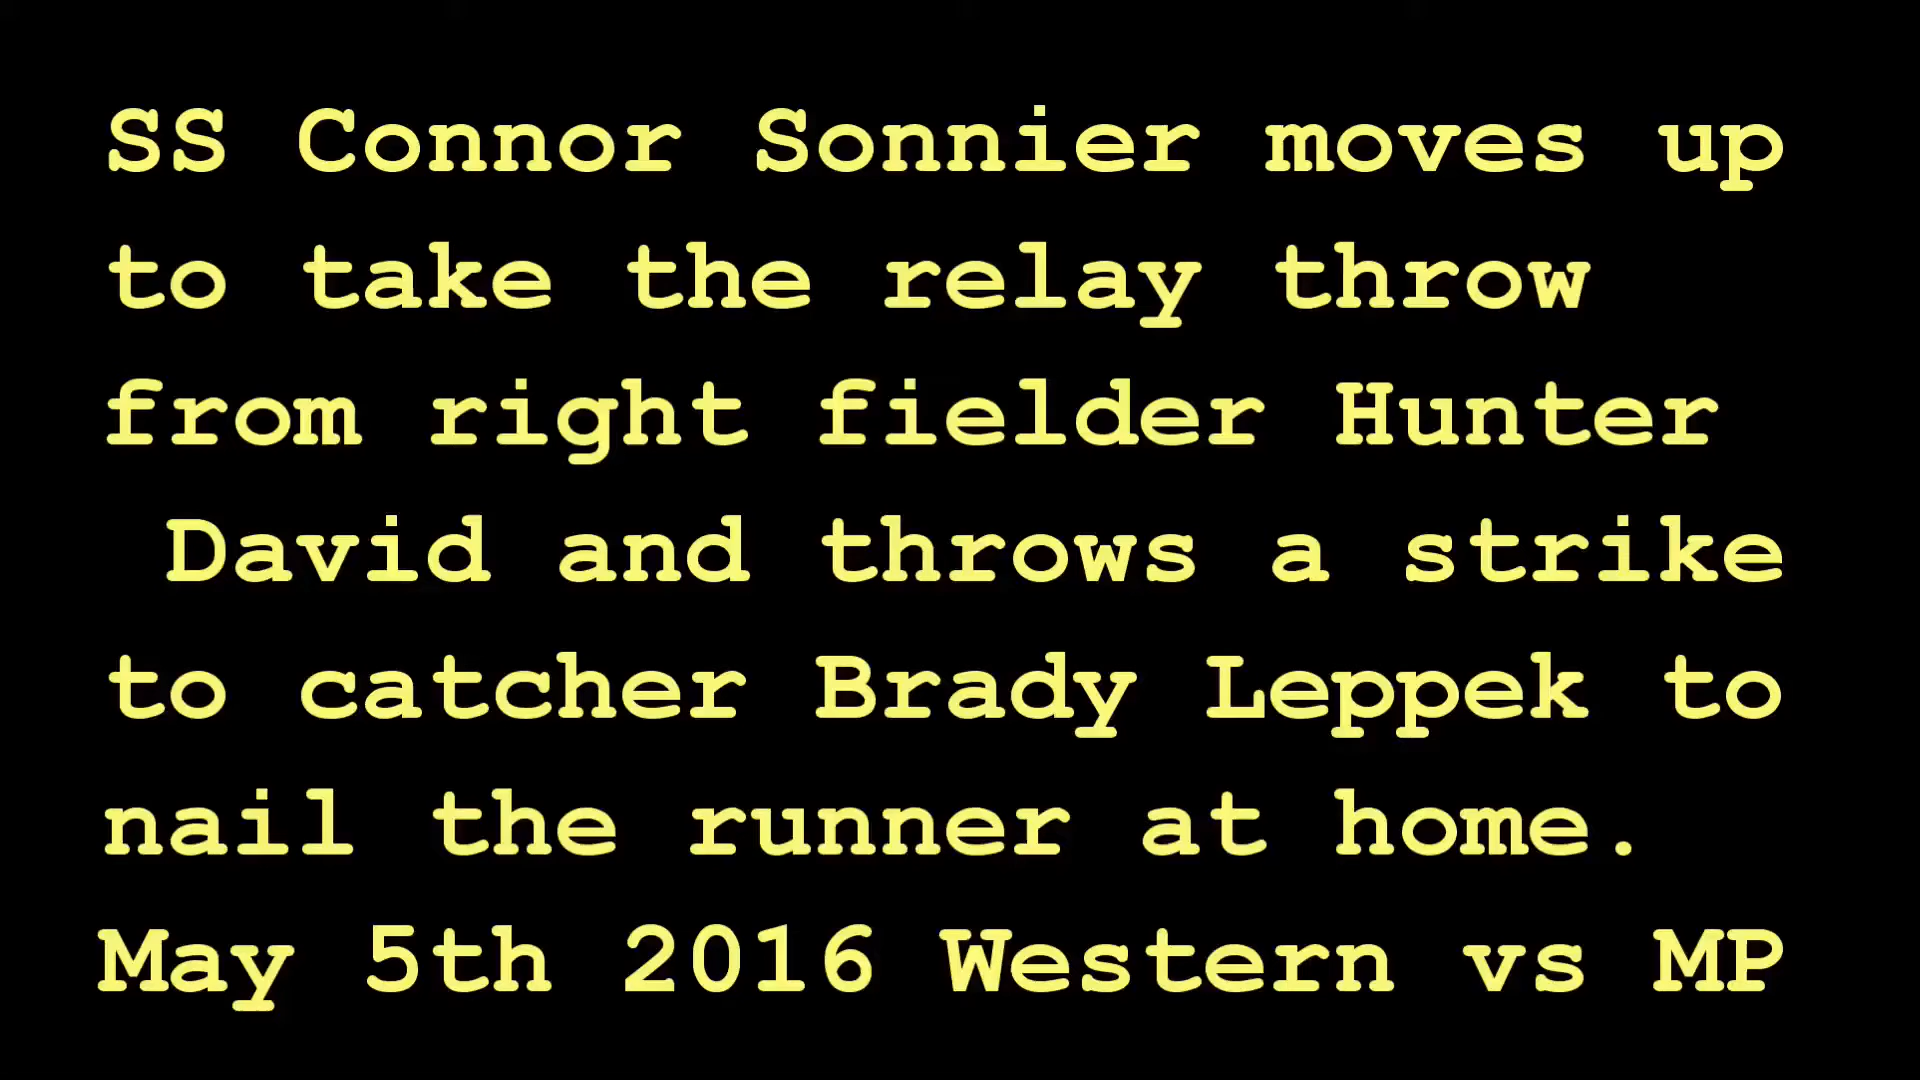 SS Connor Sonnier moves up
to take the relay throw
from right fielder Hunter
David and throws a strike
to catcher Brady Leppek to
nail the runner at home.
May 5th 2016 Western vs MP